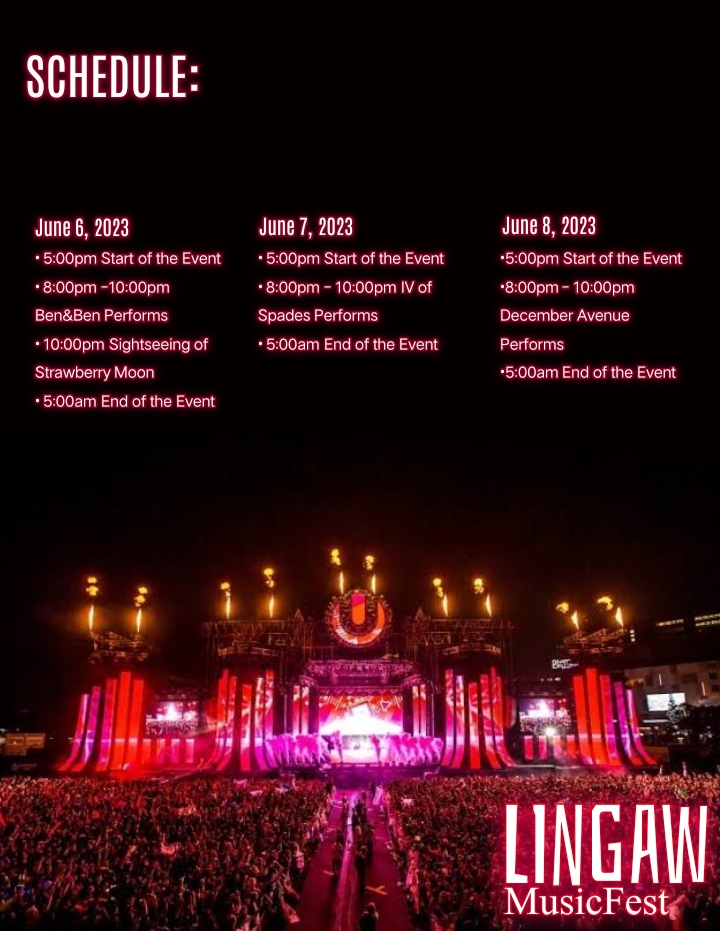 SCHEDULE:
June 6, 2023
• 5:00pm Start of the Event
• 8:00pm -10:00pm
Ben&Ben Performs
• 10:00pm Sightseeing of
Strawberry Moon
• 5:00am End of the Event
June 7, 2023
• 5:00pm Start of the Event
• 8:00pm - 10:00pm IV of
Spades Performs
• 5:00am End of the Event
June 8, 2023
•5:00pm Start of the Event
•8:00pm - 10:00pm
December Avenue
Performs
•5:00am End of the Event
LINGAW
MusicFest